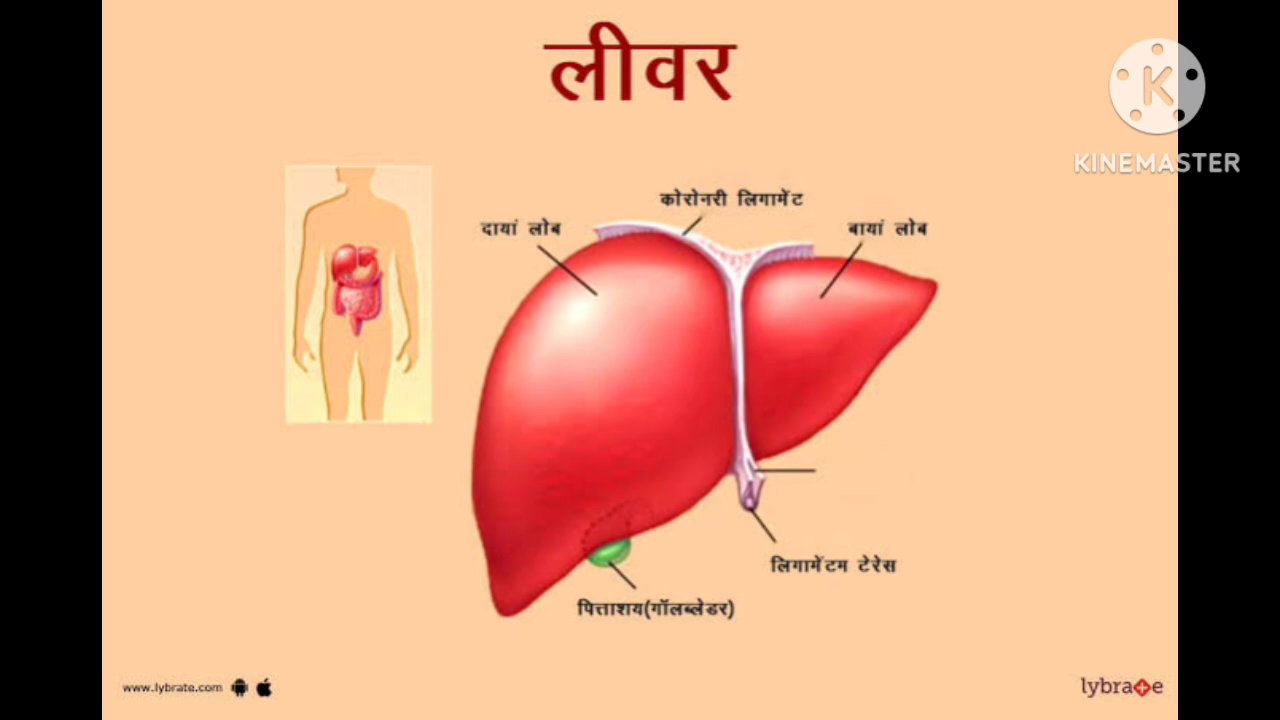 लीवर
KINEMASTER
कोरोनरी लिगामेंट
दायां लोब
बायां लोब
लिगामेंटम टेरेस
पित्ताशय(गॉलब्लेडर)
www.lybrate.com
lybrate